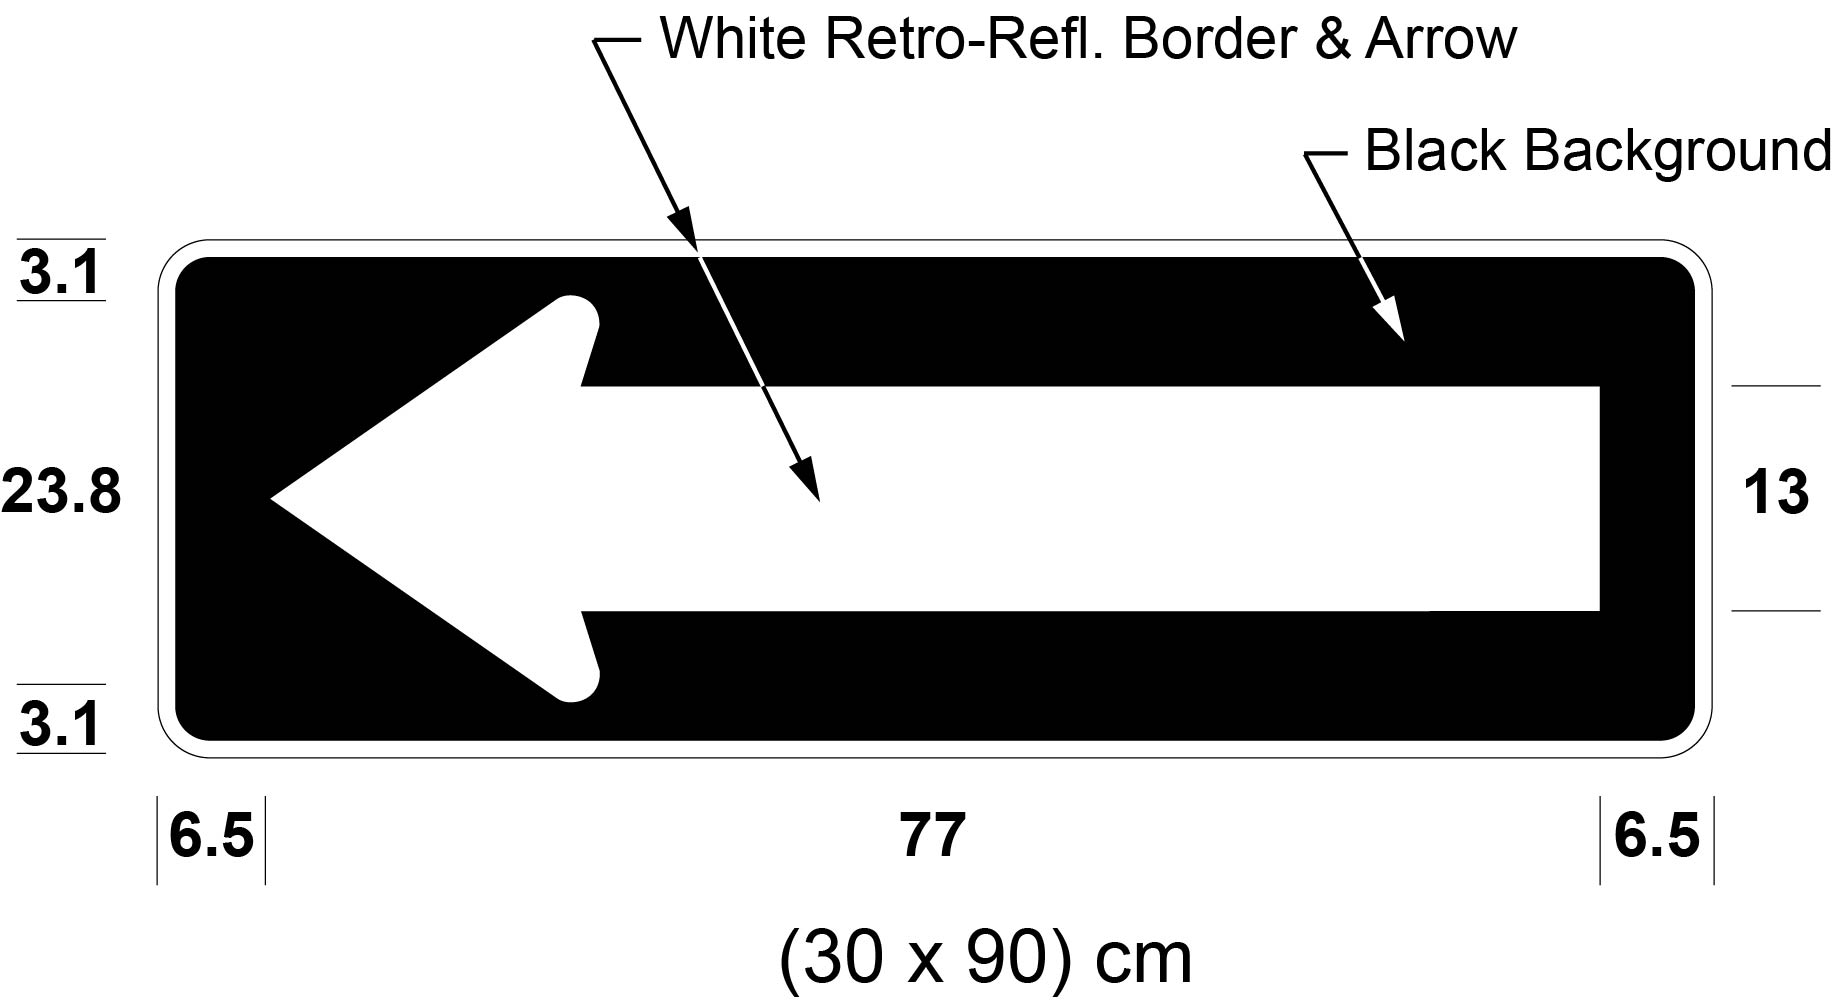 White Retro-Refl. Border & Arrow
Black Background
3.1
23.8
13
3.1
6.5
77
6.5
(30 x 90) cm